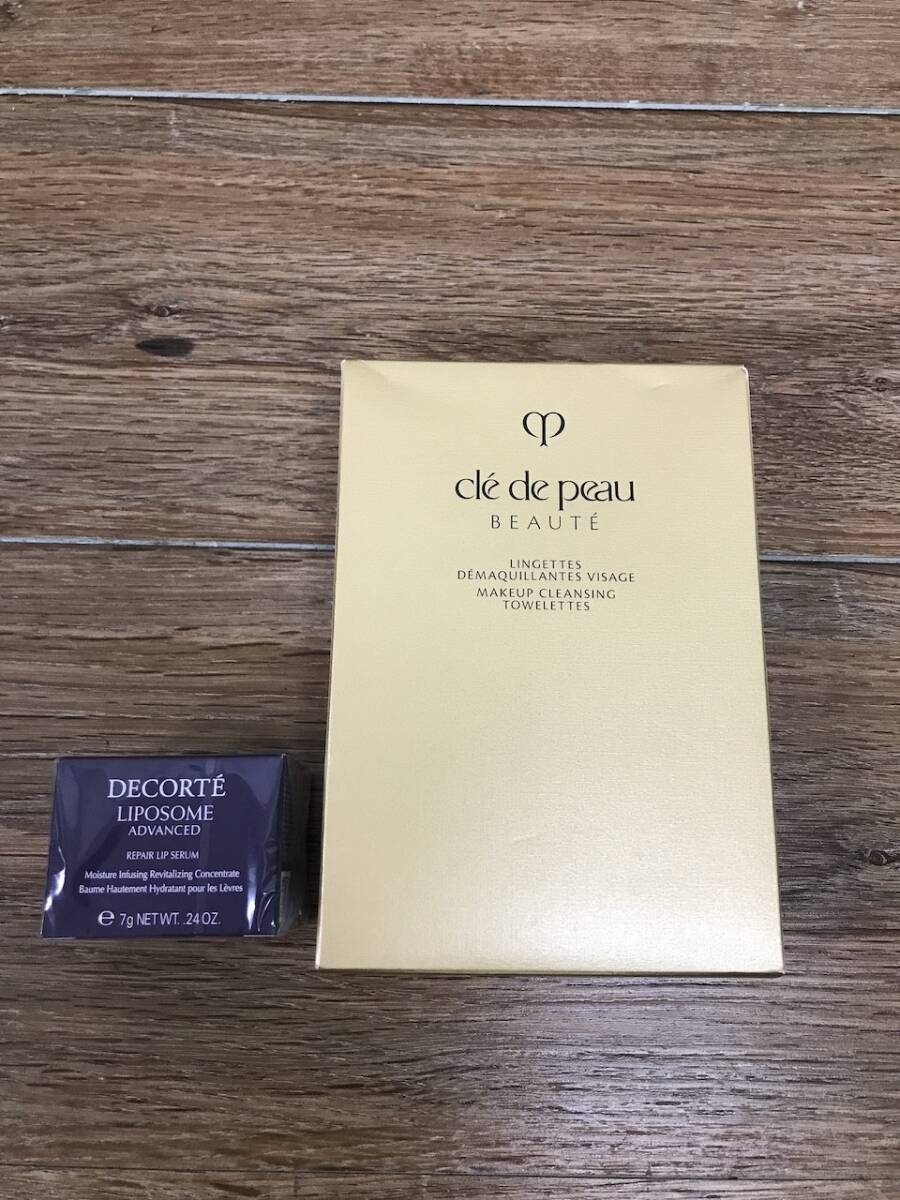 clé de peau
BEAUTÉ
LINGETTES
DÉMAQUILLANTES VISAGE
MAKEUP CLEANSING
TOWELETTES
DECORTÉ
LIPOSOME
ADVANCED
REPAIR LIP SERUM
Moisture Infusing Revitalizing Concentrate
Baume Hautement Hydratant pour les Lèvres
℮ 7g NET WT. .24 OZ.